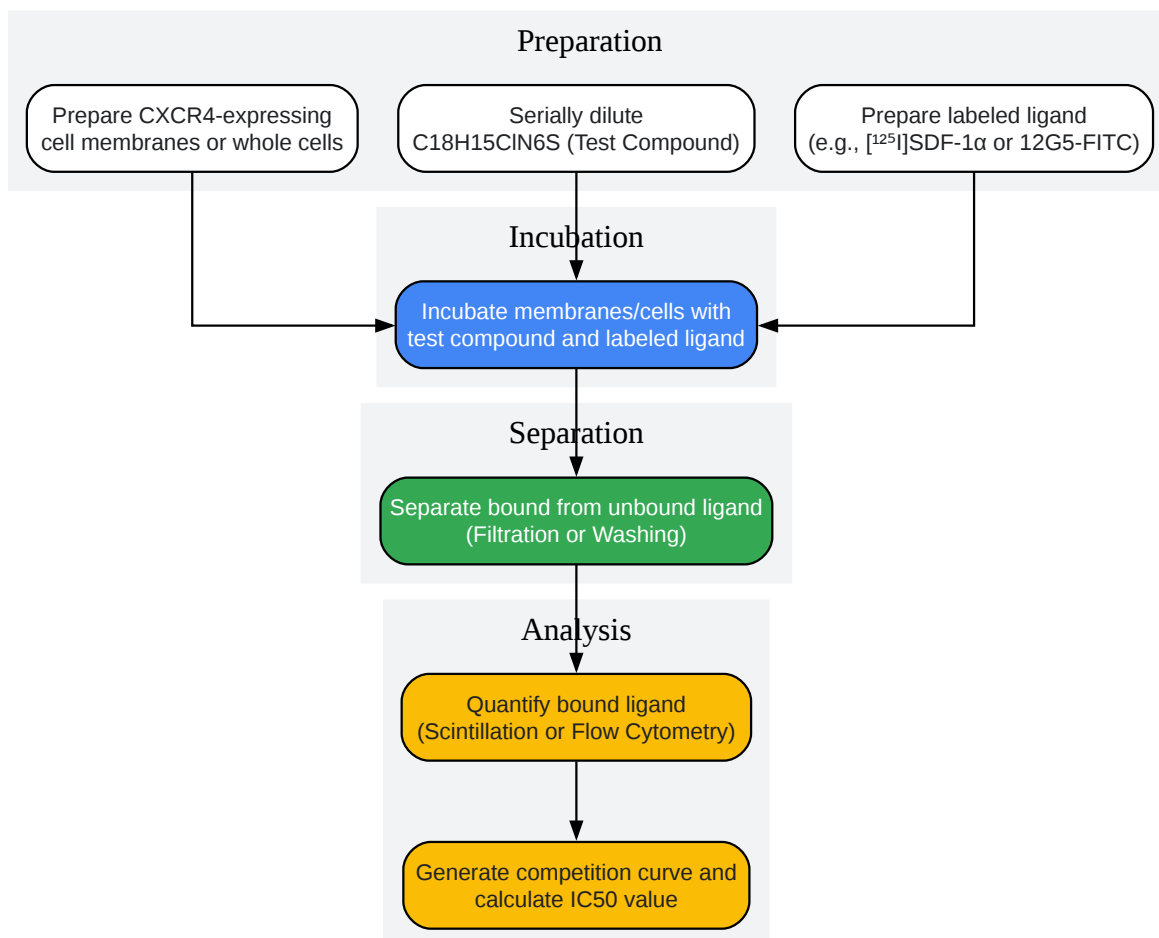 Preparation
Prepare CXCR4-expressing
cell membranes or whole cells
Serially dilute
C18H15ClN6S (Test Compound)
Prepare labeled ligand
(e.g., [¹²⁵I]SDF-1α or 12G5-FITC)
Incubation
Incubate membranes/cells with
test compound and labeled ligand
Separation
Separate bound from unbound ligand
(Filtration or Washing)
Analysis
Quantify bound ligand
(Scintillation or Flow Cytometry)
Generate competition curve and
calculate IC50 value